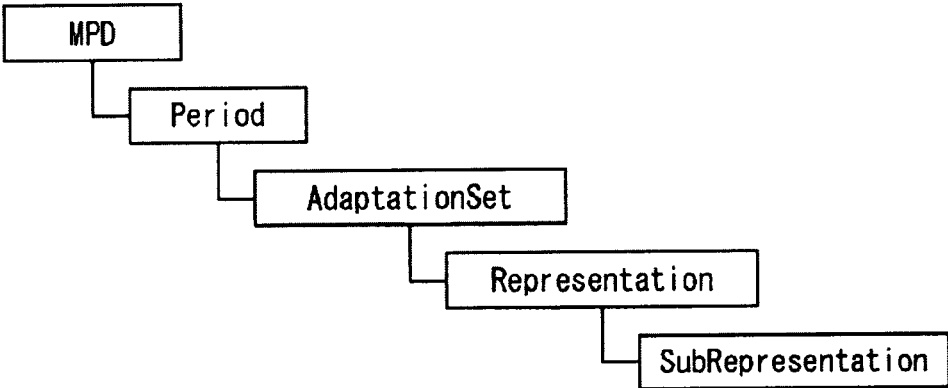 MPD
Period
AdaptationSet
Representation
SubRepresentation